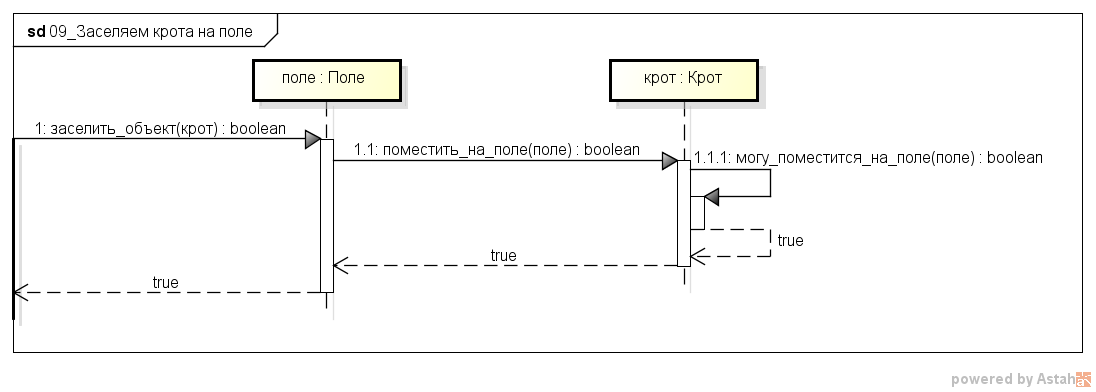 sd 09_Заселяем крота на поле
поле : Поле
крот : Крот
1: заселить_объект(крот) : boolean
1.1: поместить_на_поле(поле) : boolean
1.1.1: могу_поместится_на_поле(поле) : boolean
true
true
true
powered by Astah